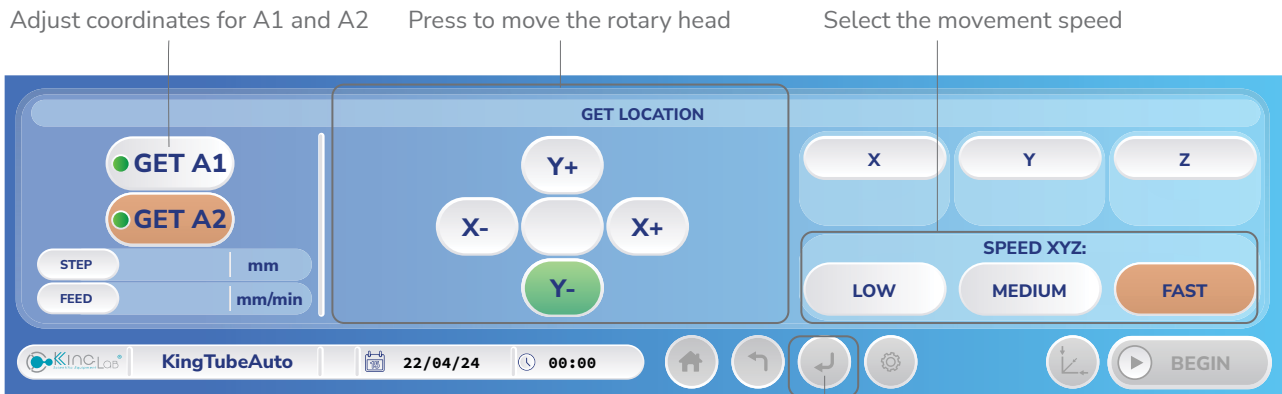 Adjust coordinates for A1 and A2
Press to move the rotary head
Select the movement speed
GET LOCATION
GET A1
GET A2
STEP mm
FEED mm/min
Y+
X-
X+
Y-
X
Y
Z
SPEED XYZ:
LOW
MEDIUM
FAST
KingLab
KingTubeAuto
22/04/24
00:00
BEGIN